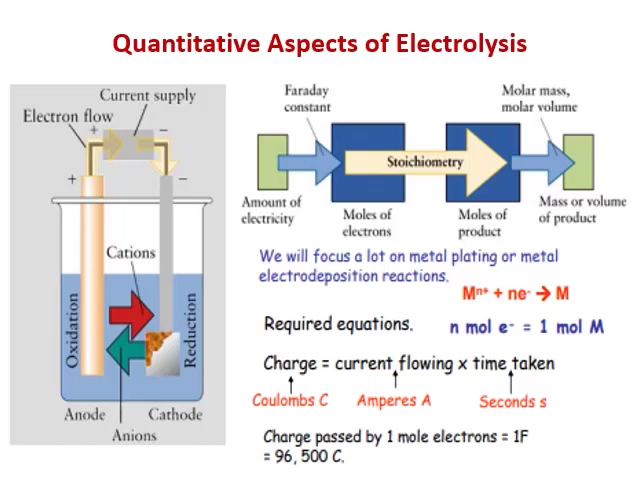 Quantitative Aspects of Electrolysis
Current supply
Electron flow
+
−
+
−
Cations
Oxidation
Reduction
Anode
Cathode
Anions
Faraday
constant
Molar mass,
molar volume
Stoichiometry
Amount of
electricity
Moles of
electrons
Moles of
product
Mass or volume
of product
We will focus a lot on metal plating or metal
electrodeposition reactions.
Mⁿ⁺ + ne⁻ → M
Required equations.
n mol e⁻ = 1 mol M
Charge = current flowing x time taken
Coulombs C
Amperes A
Seconds s
Charge passed by 1 mole electrons = 1F
= 96, 500 C.